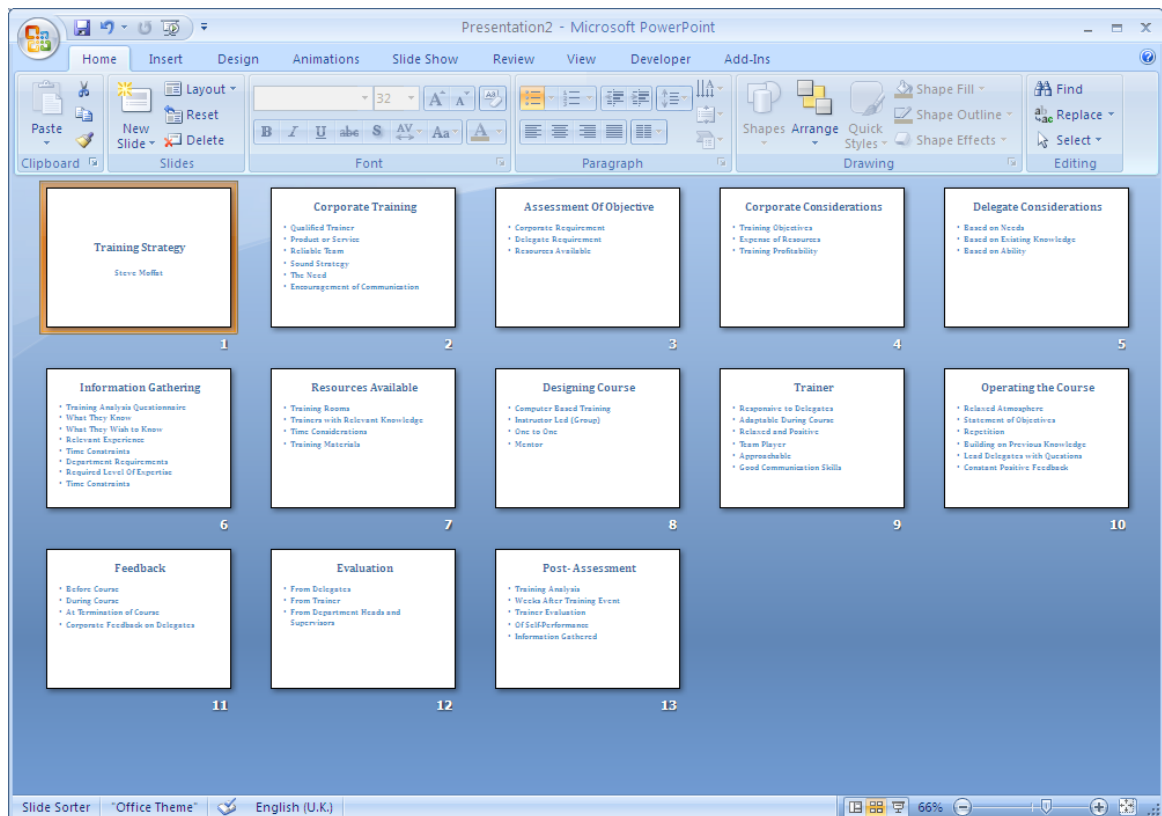 Presentation2 - Microsoft PowerPoint
Home Insert Design Animations Slide Show Review View Developer Add-Ins
Paste
New Slide
Layout
Reset
Delete
32
Shapes Arrange Quick Styles
Shape Fill
Shape Outline
Shape Effects
Find
Replace
Select
Clipboard Slides Font Paragraph Drawing Editing
Training Strategy
Steve Moffat
1
Corporate Training
• Qualified Trainer
• Product or Service
• Reliable Team
• Sound Strategy
• The Need
• Encouragement of Communication
2
Assessment Of Objective
• Corporate Requirement
• Delegate Requirement
• Resources Available
3
Corporate Considerations
• Training Objectives
• Expense of Resources
• Training Profitability
4
Delegate Considerations
• Based on Needs
• Based on Existing Knowledge
• Based on Ability
5
Information Gathering
• Training Analysis Questionnaire
• What They Know
• What They Wish to Know
• Relevant Experience
• Time Constraints
• Department Requirements
• Required Level Of Expertise
• Time Constraints
6
Resources Available
• Training Rooms
• Trainers with Relevant Knowledge
• Time Considerations
• Training Materials
7
Designing Course
• Computer Based Training
• Instructor Led (Group)
• One to One
• Mentor
8
Trainer
• Responsive to Delegates
• Adaptable During Course
• Relaxed and Positive
• Team Player
• Approachable
• Good Communication Skills
9
Operating the Course
• Relaxed Atmosphere
• Statement of Objectives
• Repetition
• Building on Previous Knowledge
• Lead Delegates with Questions
• Constant Positive Feedback
10
Feedback
• Before Course
• During Course
• At Termination of Course
• Corporate Feedback on Delegates
11
Evaluation
• From Delegates
• From Trainer
• From Department Heads and
Supervisors
12
Post- Assessment
• Training Analysis
• Weeks After Training Event
• Trainer Evaluation
• Of Self-Performance
• Information Gathered
13
Slide Sorter "Office Theme" English (U.K.) 66%